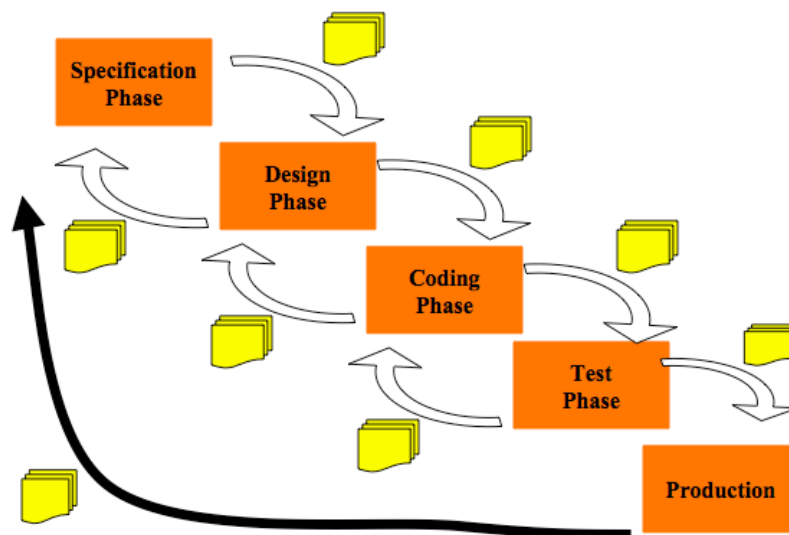 Specification
Phase
Design
Phase
Coding
Phase
Test
Phase
Production